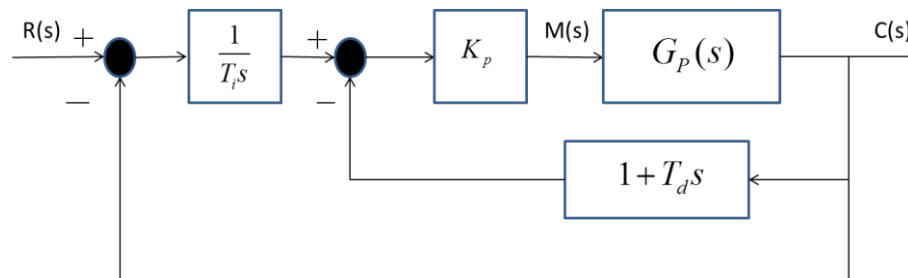 R(s) + 1/(T_i s) + K_p M(s) G_P(s) C(s)
− −
1 + T_d s